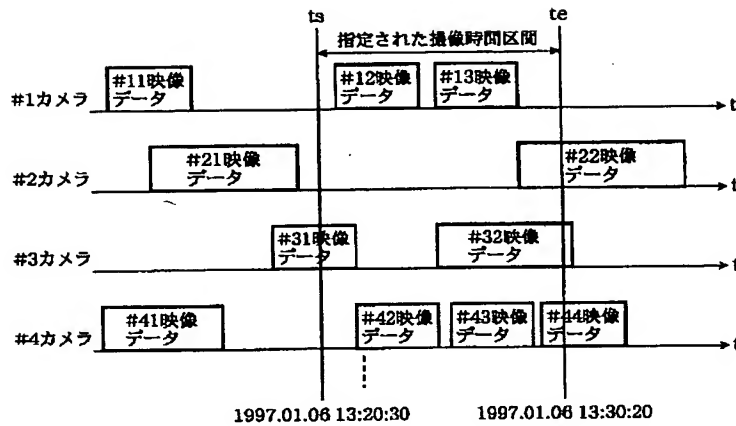 ts
te
指定された撮像時間区間
#1カメラ
#11映像
データ
#12映像
データ
#13映像
データ
t
#2カメラ
#21映像
データ
#22映像
データ
t
#3カメラ
#31映像
データ
#32映像
データ
t
#4カメラ
#41映像
データ
#42映像
データ
#43映像
データ
#44映像
データ
t
1997.01.06 13:20:30
1997.01.06 13:30:20